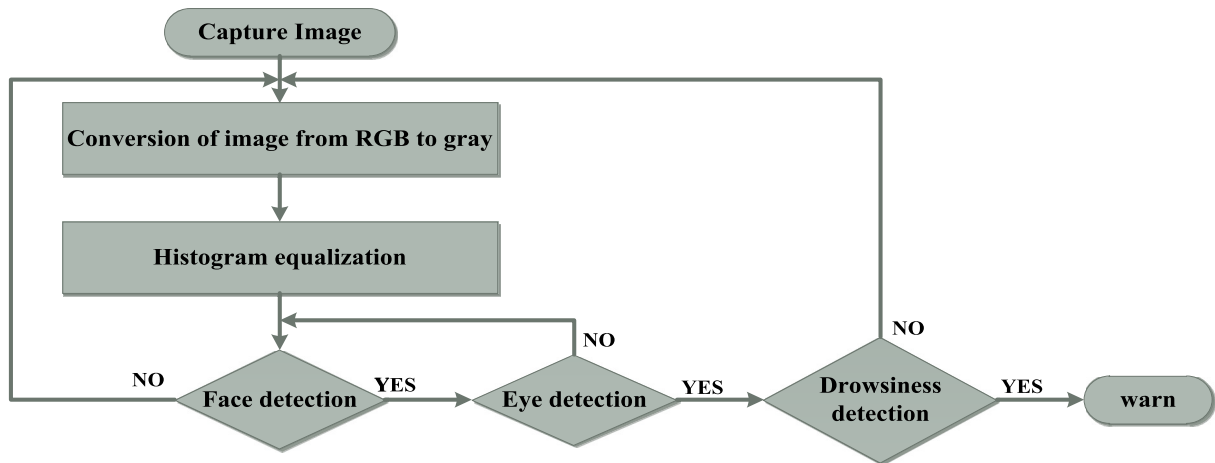 Capture Image
Conversion of image from RGB to gray
Histogram equalization
NO
Face detection
YES
NO
Eye detection
YES
NO
Drowsiness
detection
YES
warn